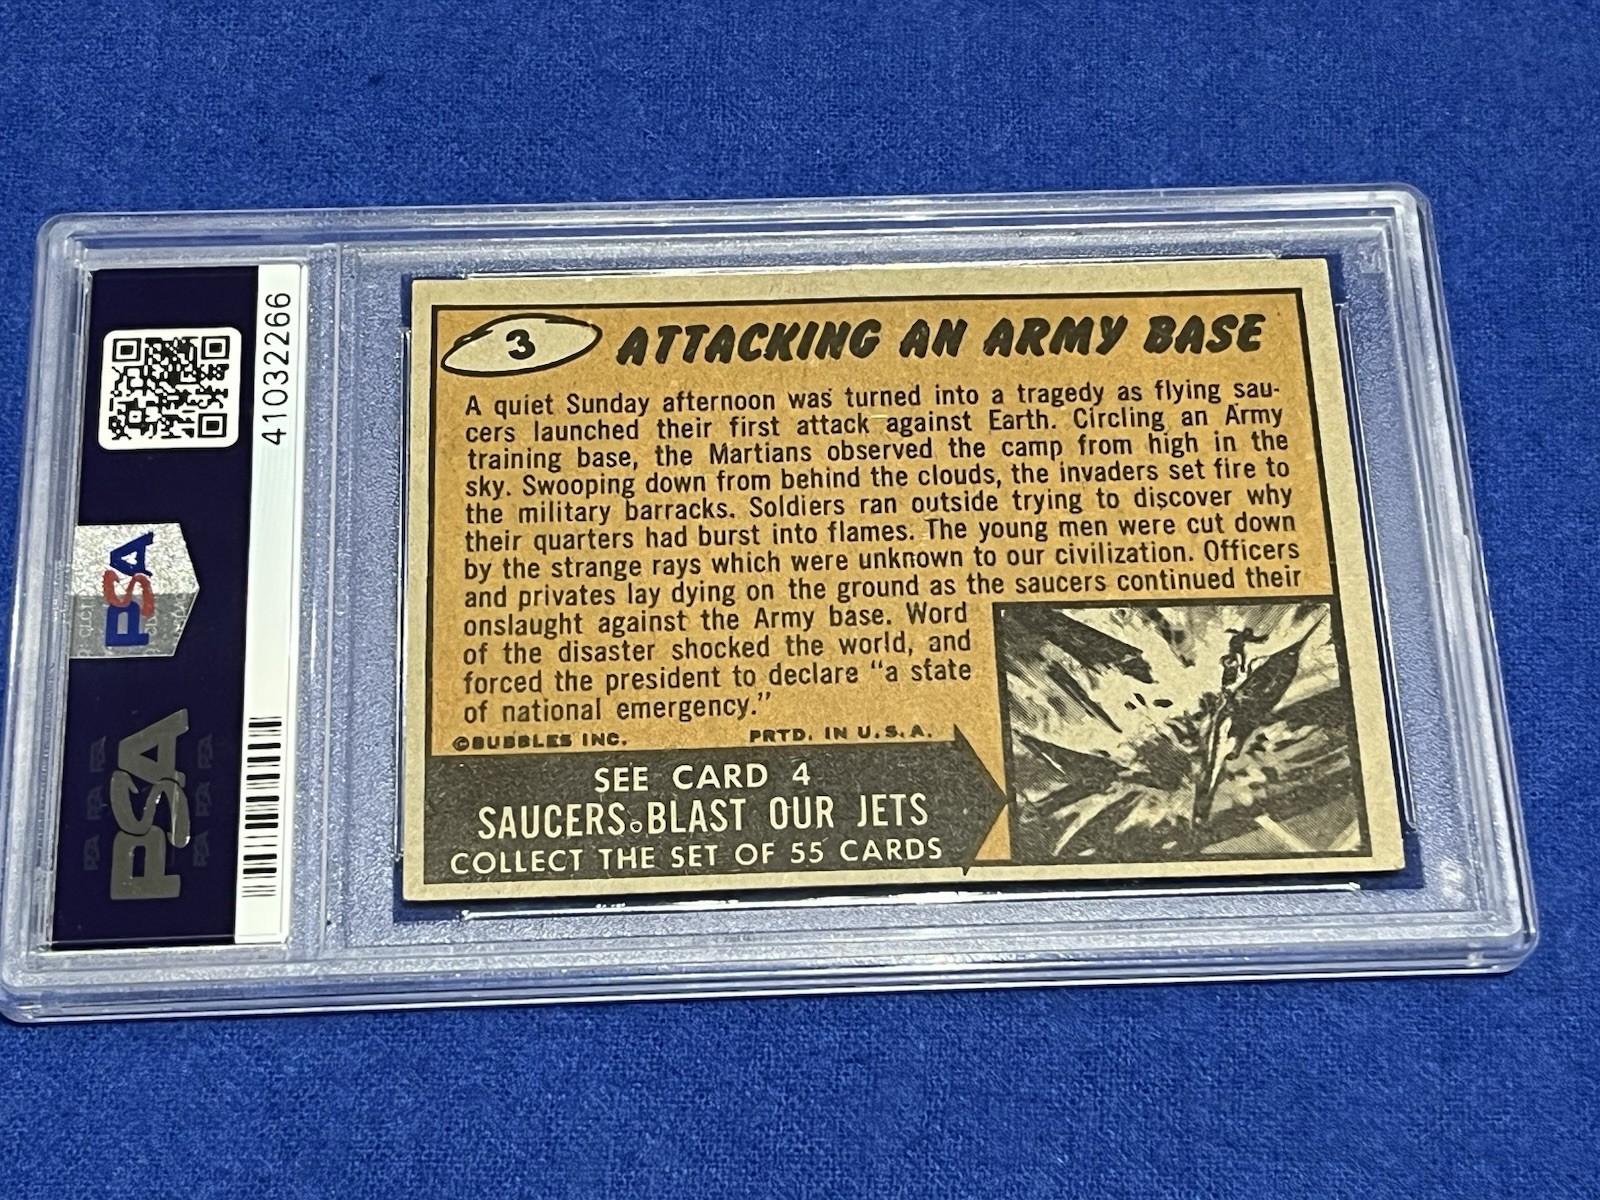 41032266
PSA
PSA
3
ATTACKING AN ARMY BASE
A quiet Sunday afternoon was turned into a tragedy as flying sau-
cers launched their first attack against Earth. Circling an Army
training base, the Martians observed the camp from high in the
sky. Swooping down from behind the clouds, the invaders set fire to
the military barracks. Soldiers ran outside trying to discover why
their quarters had burst into flames. The young men were cut down
by the strange rays which were unknown to our civilization. Officers
and privates lay dying on the ground as the saucers continued their
onslaught against the Army base. Word
of the disaster shocked the world, and
forced the president to declare "a state
of national emergency."
©BUBBLES INC. PRTD. IN U.S.A.
SEE CARD 4
SAUCERS BLAST OUR JETS
COLLECT THE SET OF 55 CARDS